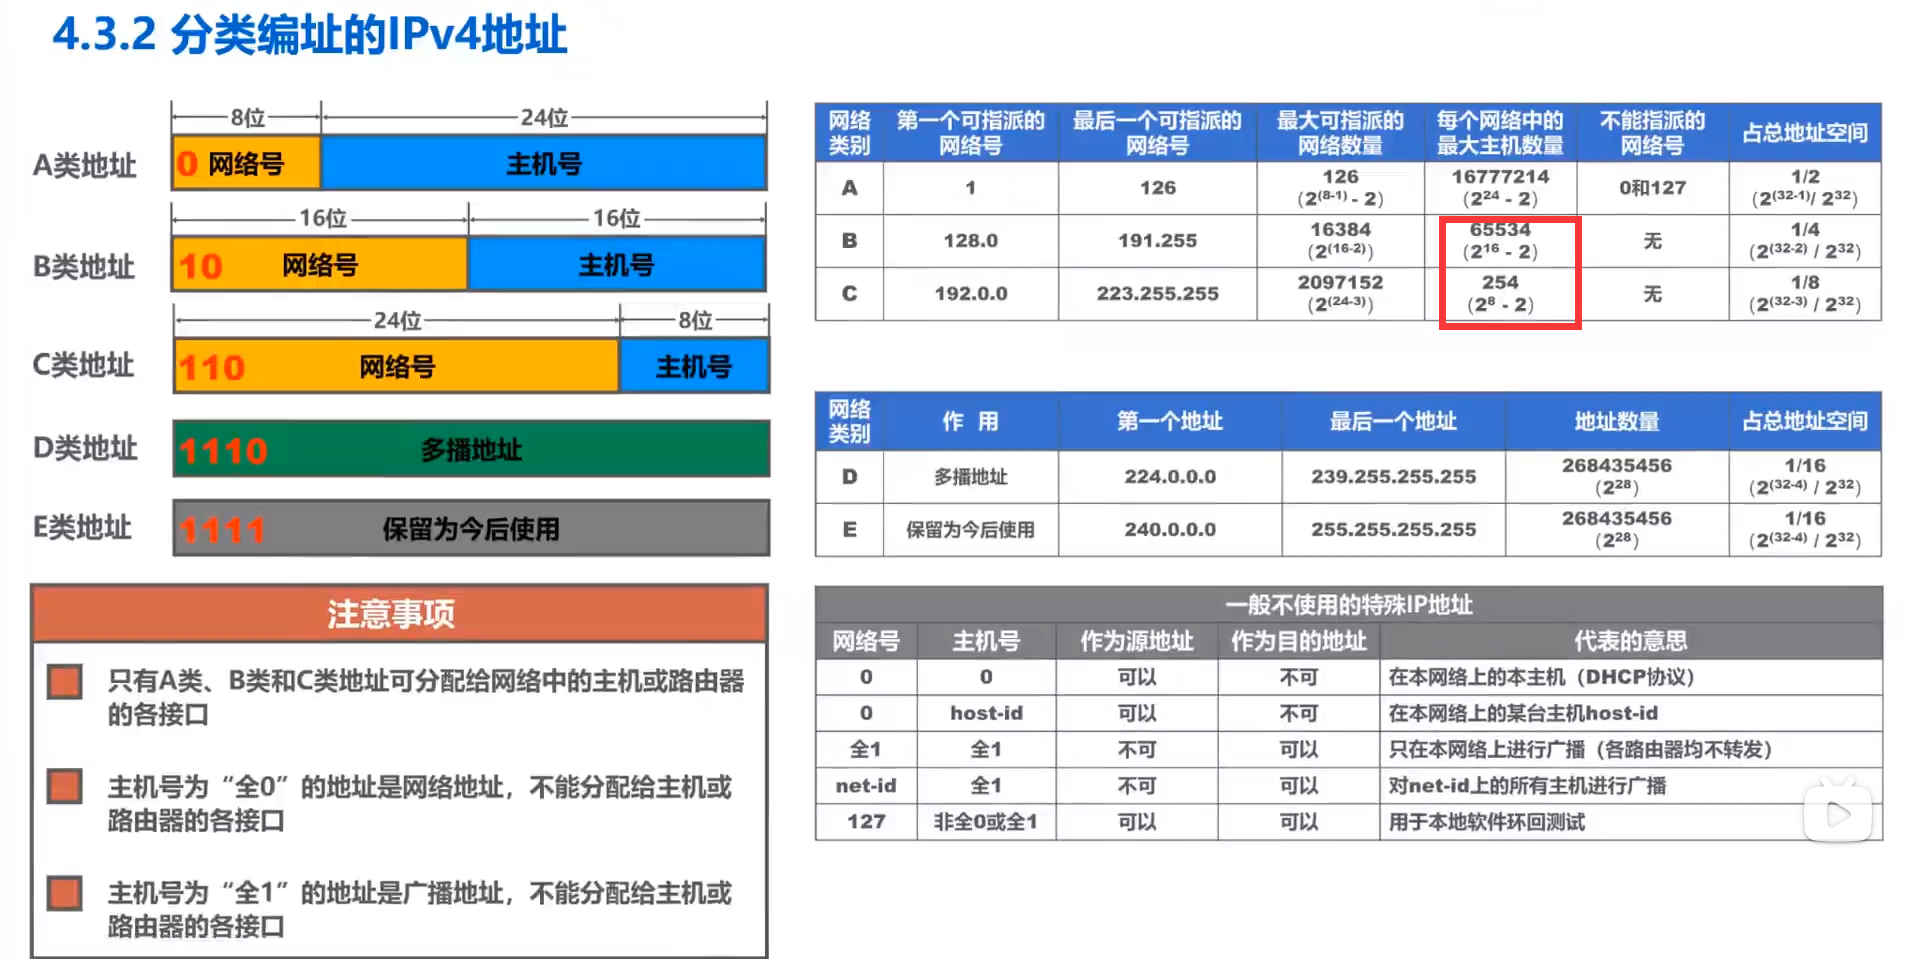 4.3.2 分类编址的IPv4地址
8位 24位
A类地址 0 网络号 主机号
16位 16位
B类地址 10 网络号 主机号
24位 8位
C类地址 110 网络号 主机号
D类地址 1110 多播地址
E类地址 1111 保留为今后使用
注意事项
只有A类、B类和C类地址可分配给网络中的主机或路由器
的各接口
主机号为“全0”的地址是网络地址，不能分配给主机或
路由器的各接口
主机号为“全1”的地址是广播地址，不能分配给主机或
路由器的各接口
网络 第一个可指派的 最后一个可指派的 最大可指派的 每个网络中的 不能指派的 占总地址空间
类别 网络号 网络号 网络数量 最大主机数量 网络号
A 1 126 126 16777214 0和127 1/2
(2^(8-1) - 2) (2^24 - 2) (2^(32-1)/ 2^32)
B 128.0 191.255 16384 65534 无 1/4
(2^(16-2)) (2^16 - 2) (2^(32-2) / 2^32)
C 192.0.0 223.255.255 2097152 254 无 1/8
(2^(24-3)) (2^8 - 2) (2^(32-3) / 2^32)
网络 作 用 第一个地址 最后一个地址 地址数量 占总地址空间
类别
D 多播地址 224.0.0.0 239.255.255.255 268435456 1/16
(2^28) (2^(32-4) / 2^32)
E 保留为今后使用 240.0.0.0 255.255.255.255 268435456 1/16
(2^28) (2^(32-4) / 2^32)
一般不使用的特殊IP地址
网络号 主机号 作为源地址 作为目的地址 代表的意思
0 0 可以 不可 在本网络上的本主机（DHCP协议）
0 host-id 可以 不可 在本网络上的某台主机host-id
全1 全1 不可 可以 只在本网络上进行广播（各路由器均不转发）
net-id 全1 不可 可以 对net-id上的所有主机进行广播
127 非全0或全1 可以 可以 用于本地软件环回测试